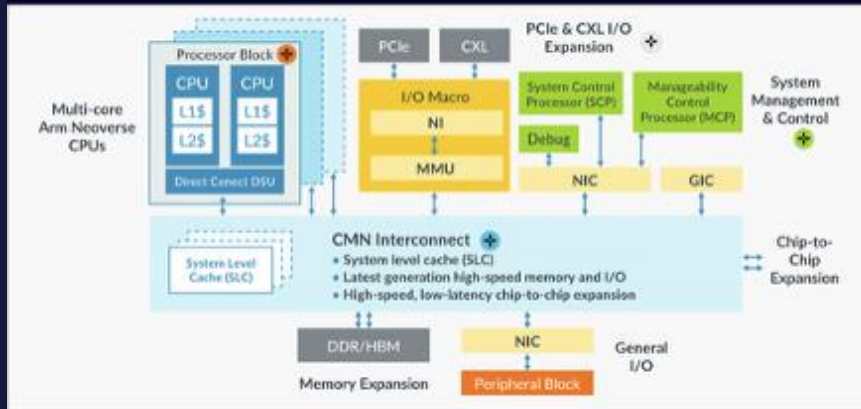 Multi-core
Arm Neoverse
CPUs
Processor Block
CPU
CPU
L1$
L1$
L2$
L2$
Direct Cenect DSU
PCIe
CXL
I/O Macro
NI
MMU
PCIe & CXL I/O
Expansion
System Control
Processor (SCP)
Manageability
Control
Processor (MCP)
Debug
NIC
GIC
System
Management
& Control
System Level
Cache (SLC)
CMN Interconnect
• System level cache (SLC)
• Latest generation high-speed memory and I/O
• High-speed, low-latency chip-to-chip expansion
Chip-to-
Chip
Expansion
DDR/HBM
Memory Expansion
NIC
Peripheral Block
General
I/O